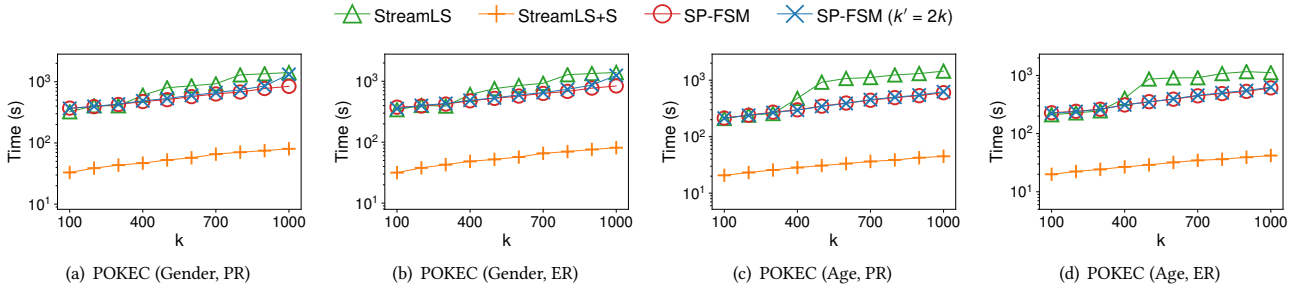 StreamLS StreamLS+S SP-FSM SP-FSM (k′ = 2k)
Time (s)
10³
10²
10¹
100 400 700 1000
k
(a) POKEC (Gender, PR)
Time (s)
10³
10²
10¹
100 400 700 1000
k
(b) POKEC (Gender, ER)
Time (s)
10³
10²
10¹
100 400 700 1000
k
(c) POKEC (Age, PR)
Time (s)
10³
10²
10¹
100 400 700 1000
k
(d) POKEC (Age, ER)